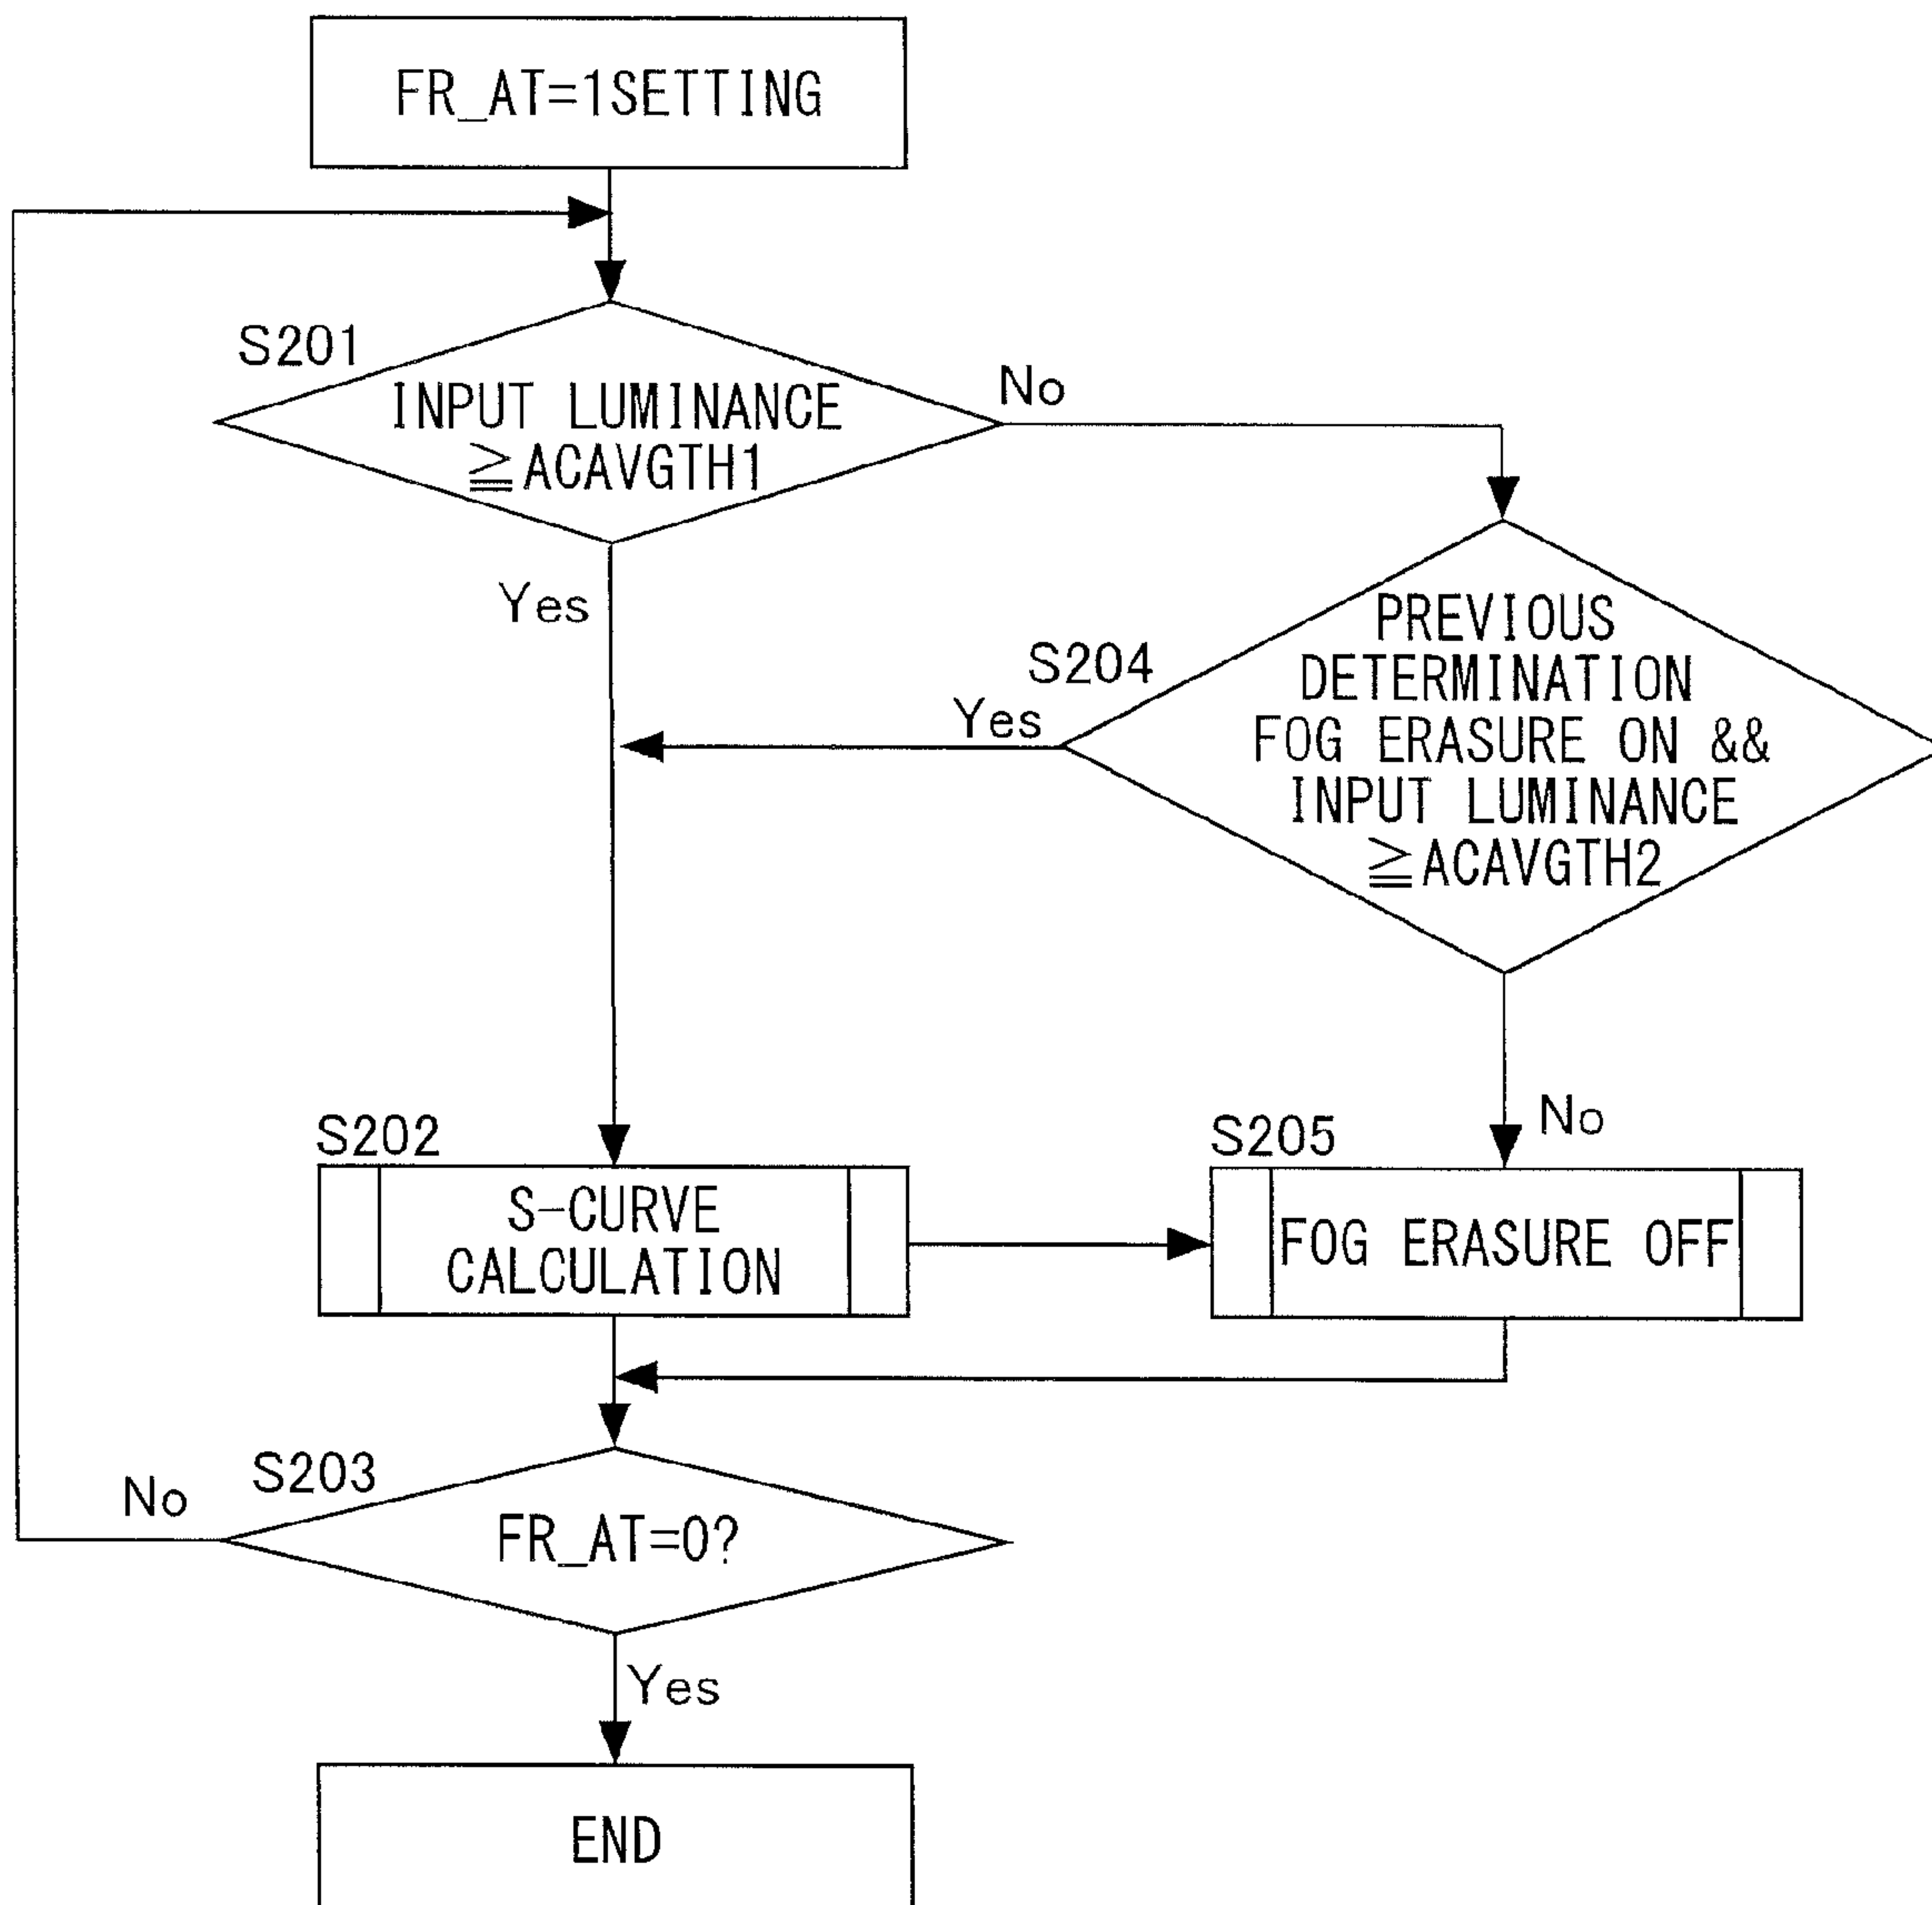 FR_AT=1SETTING
S201
INPUT LUMINANCE
≧ACAVGTH1
No
Yes
S204
PREVIOUS
DETERMINATION
FOG ERASURE ON &&
INPUT LUMINANCE
≧ACAVGTH2
Yes
No
S202
S-CURVE
CALCULATION
S205
FOG ERASURE OFF
S203
FR_AT=0?
No
Yes
END